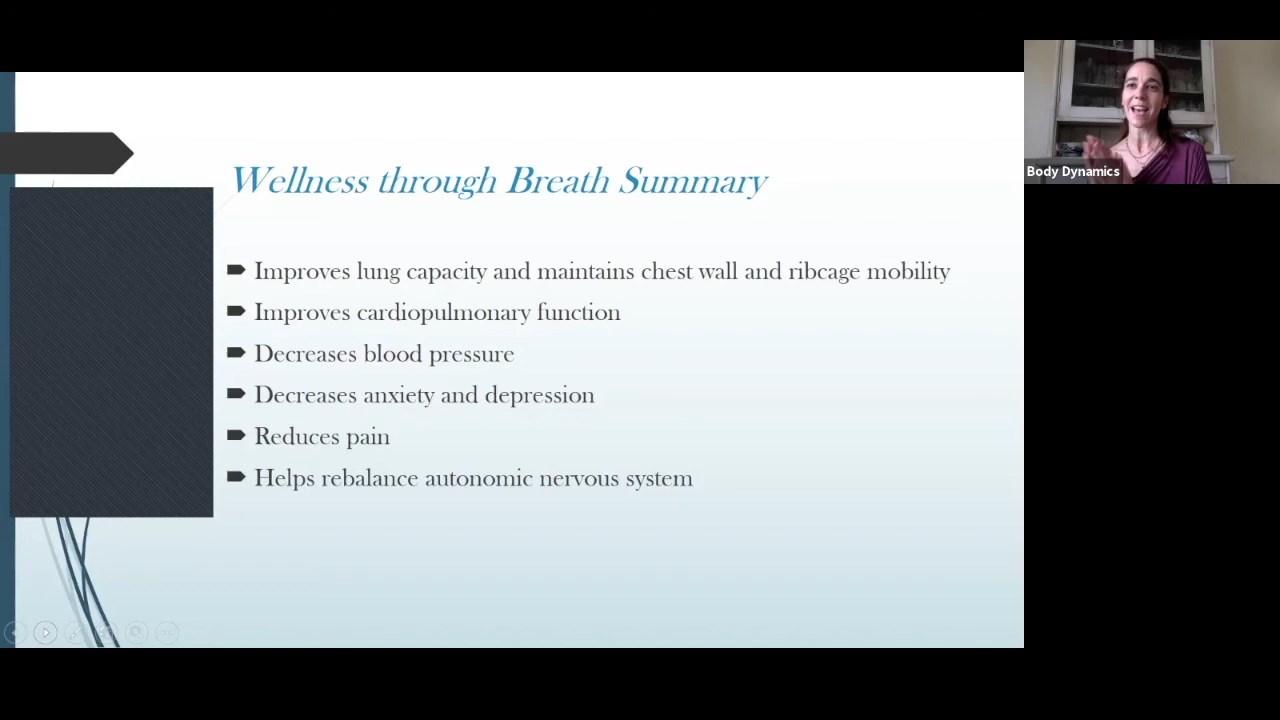 Wellness through Breath Summary
Improves lung capacity and maintains chest wall and ribcage mobility
Improves cardiopulmonary function
Decreases blood pressure
Decreases anxiety and depression
Reduces pain
Helps rebalance autonomic nervous system
Body Dynamics